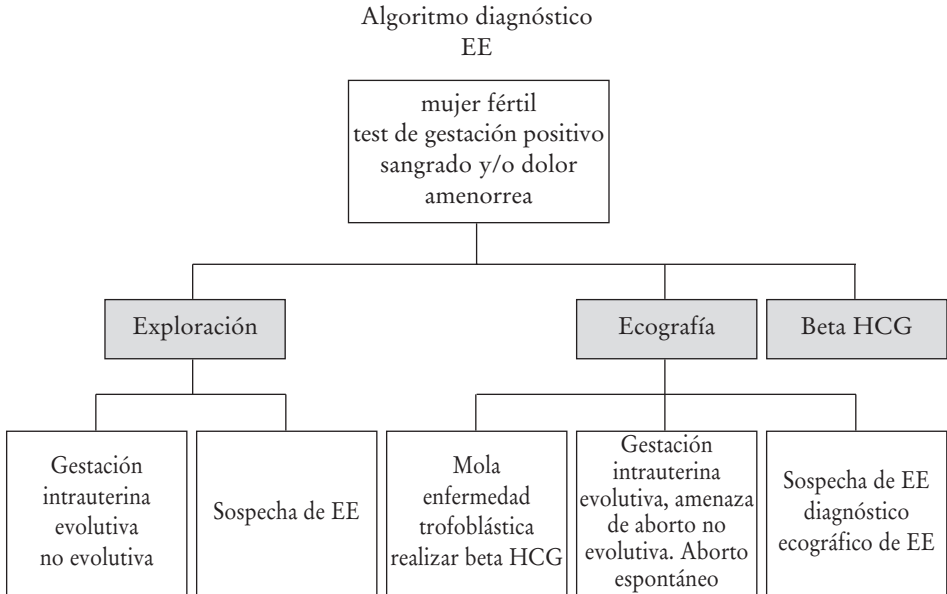 Algoritmo diagnóstico
EE
mujer fértil
test de gestación positivo
sangrado y/o dolor
amenorrea
Exploración
Ecografía
Beta HCG
Gestación
intrauterina
evolutiva
no evolutiva
Sospecha de EE
Mola
enfermedad
trofoblástica
realizar beta HCG
Gestación
intrauterina
evolutiva, amenaza
de aborto no
evolutiva. Aborto
espontáneo
Sospecha de EE
diagnóstico
ecográfico de EE